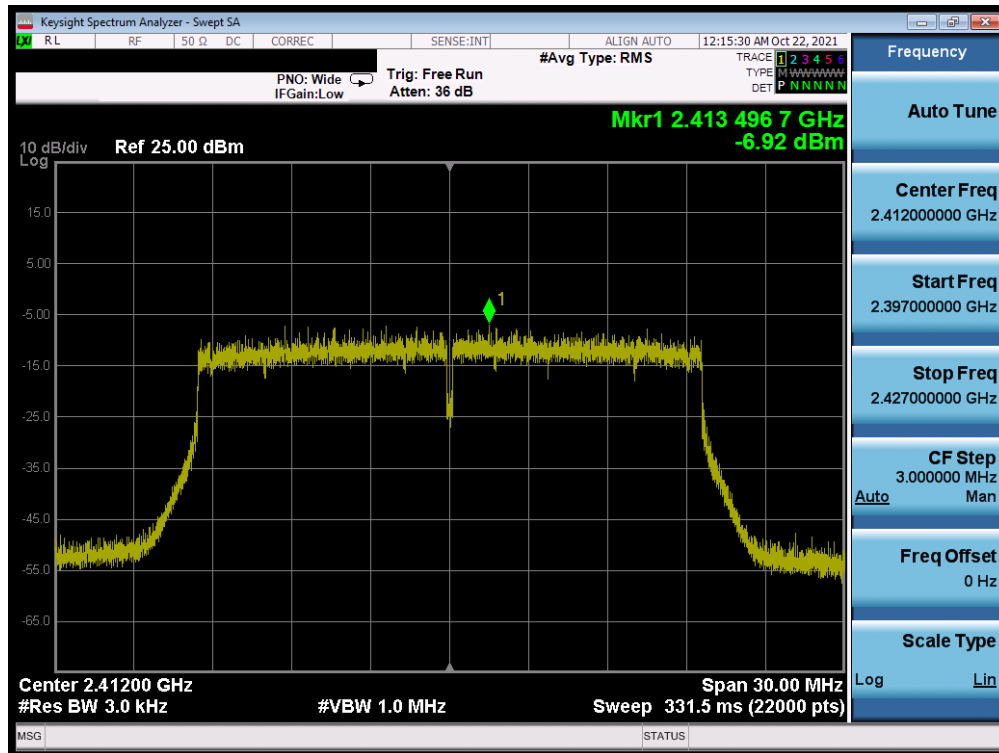 Keysight Spectrum Analyzer - Swept SA
LXI RL RF 50 Ω DC CORREC SENSE:INT ALIGN AUTO 12:15:30 AM Oct 22, 2021
#Avg Type: RMS
TRACE 1 2 3 4 5 6
TYPE M WWWWW
DET P N N N N N
PNO: Wide Trig: Free Run
IFGain:Low Atten: 36 dB
Mkr1 2.413 496 7 GHz
-6.92 dBm
10 dB/div Ref 25.00 dBm
Log
15.0
5.00
-5.00
-15.0
-25.0
-35.0
-45.0
-55.0
-65.0
1
Center 2.41200 GHz Span 30.00 MHz
#Res BW 3.0 kHz #VBW 1.0 MHz Sweep 331.5 ms (22000 pts)
MSG STATUS
Frequency
Auto Tune
Center Freq
2.412000000 GHz
Start Freq
2.397000000 GHz
Stop Freq
2.427000000 GHz
CF Step
3.000000 MHz
Auto Man
Freq Offset
0 Hz
Scale Type
Log Lin